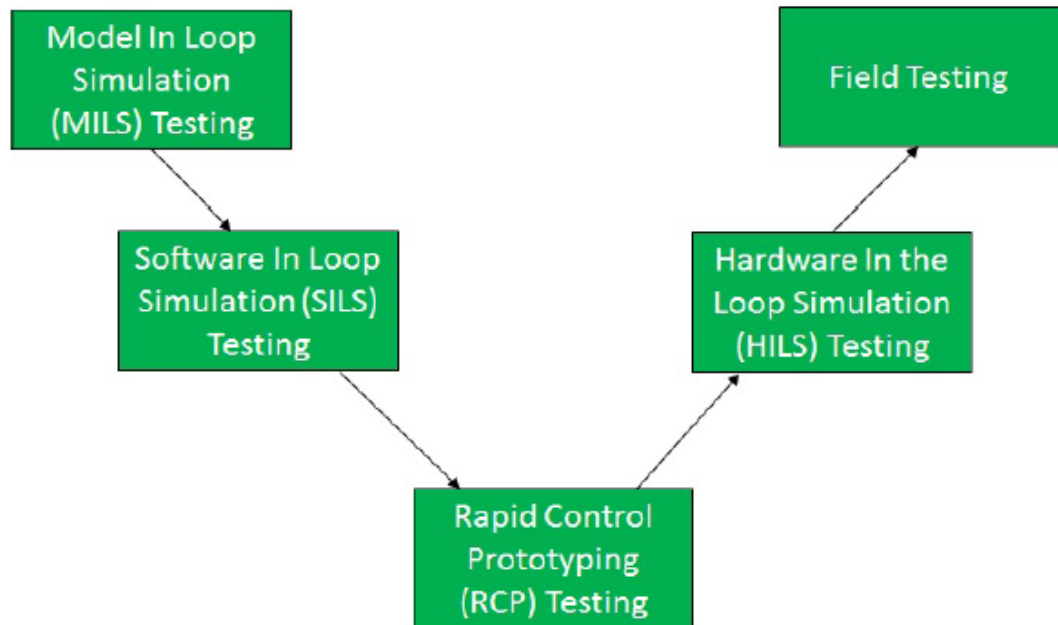 Model In Loop
Simulation
(MILS) Testing
Software In Loop
Simulation (SILS)
Testing
Rapid Control
Prototyping
(RCP) Testing
Hardware In the
Loop Simulation
(HILS) Testing
Field Testing